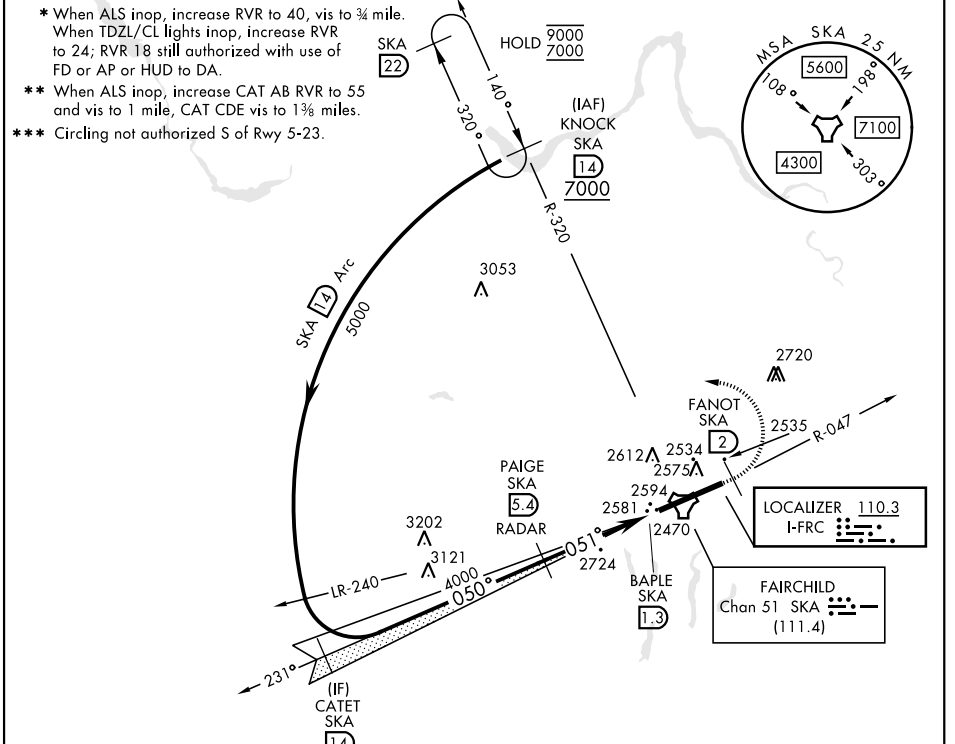 * When ALS inop, increase RVR to 40, vis to ¾ mile.
When TDZL/CL lights inop, increase RVR
to 24; RVR 18 still authorized with use of
FD or AP or HUD to DA.
** When ALS inop, increase CAT AB RVR to 55
and vis to 1 mile, CAT CDE vis to 1⅜ miles.
*** Circling not authorized S of Rwy 5-23.
SKA
22
HOLD 9000
7000
140°
320°
(IAF)
KNOCK
SKA
14
7000
MSA SKA 25 NM
5600
108°
198°
7100
4300
303°
R-320
SKA 14 Arc
5000
3053
2720
FANOT
SKA
2
2535
R-047
2612
2534
2575
PAIGE
SKA
5.4
RADAR
2594
2581
2470
LOCALIZER 110.3
I-FRC
3202
3121
051°
2724
LR-240
4000
050°
BAPLE
SKA
1.3
FAIRCHILD
Chan 51 SKA
(111.4)
231°
(IF)
CATET
SKA
14